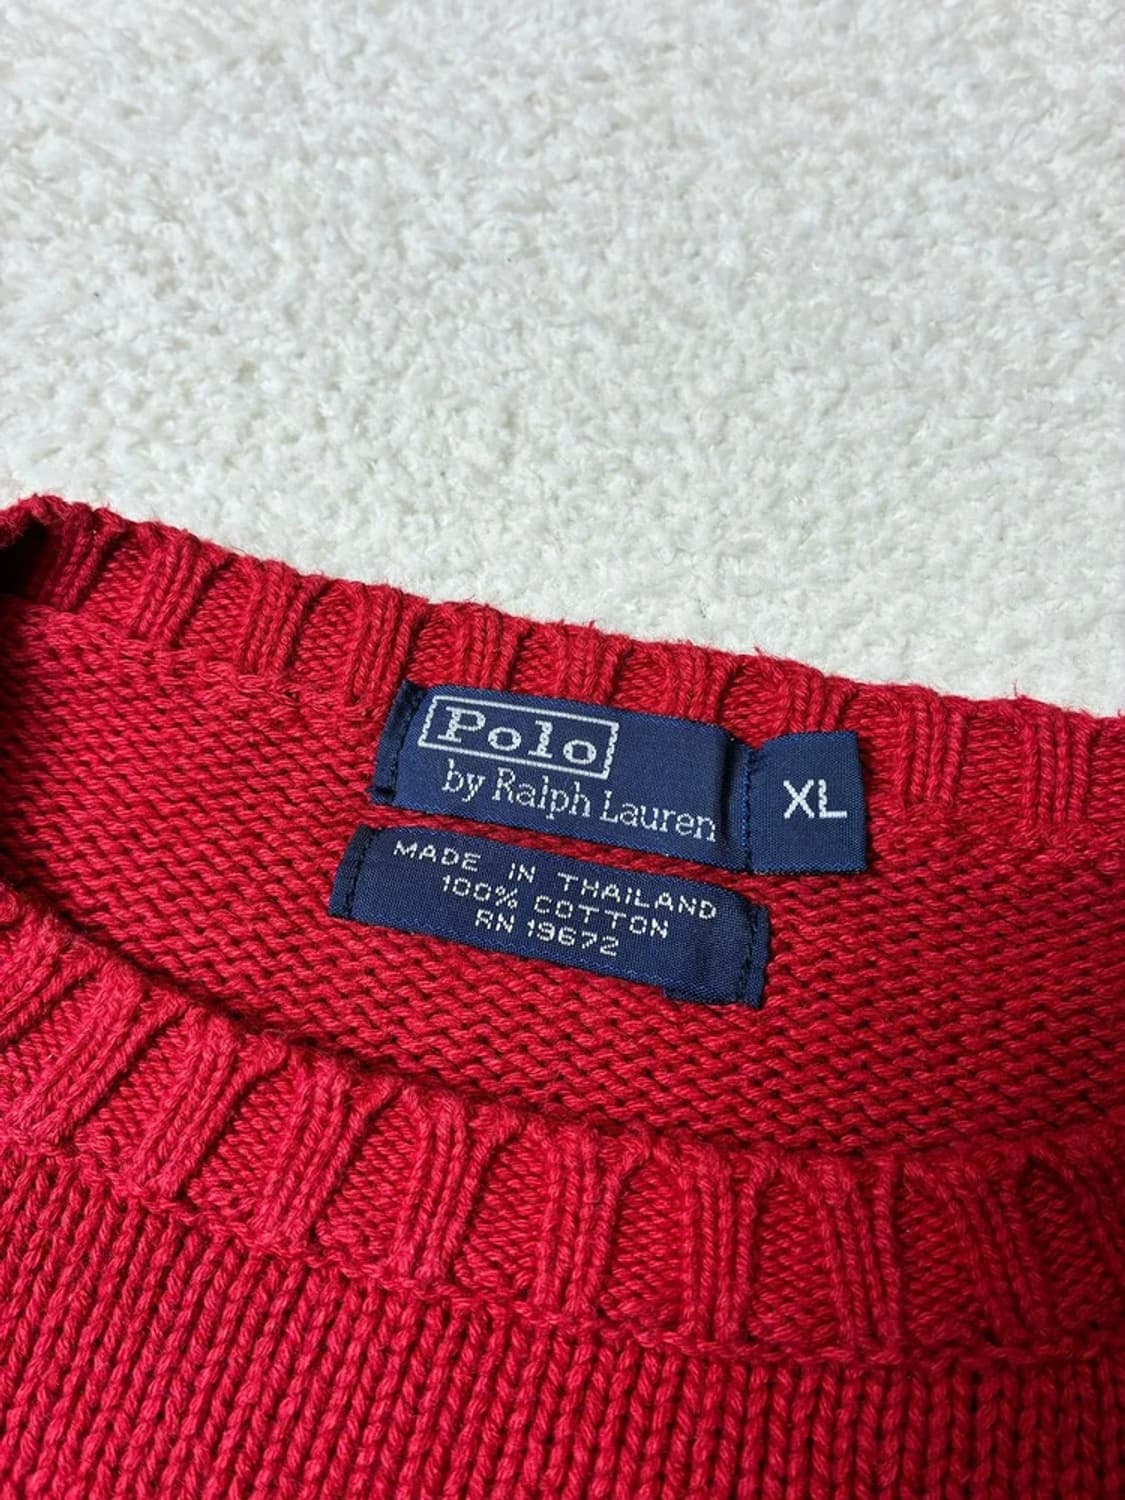 Polo
by Ralph Lauren
XL
MADE IN THAILAND
100% COTTON
RN 19672